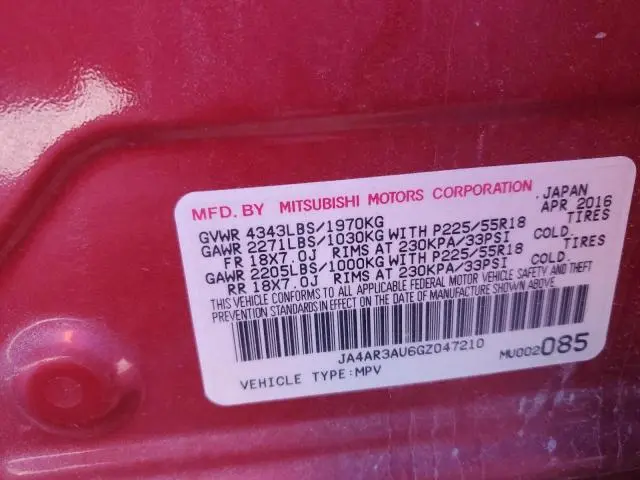 MFD. BY MITSUBISHI MOTORS CORPORATION JAPAN
GVWR 4343LBS/1970KG APR 2016
GAWR 2271LBS/1030KG WITH P225/55R18 TIRES
FR 18X7.0J RIMS AT 230KPA/33PSI COLD.
GAWR 2205LBS/1000KG WITH P225/55R18 TIRES
RR 18X7.0J RIMS AT 230KPA/33PSI COLD.
THIS VEHICLE CONFORMS TO ALL APPLICABLE FEDERAL MOTOR VEHICLE SAFETY AND THEFT
PREVENTION STANDARDS IN EFFECT ON THE DATE OF MANUFACTURE SHOWN ABOVE.
JA4AR3AU6GZ047210 MU002085
VEHICLE TYPE:MPV